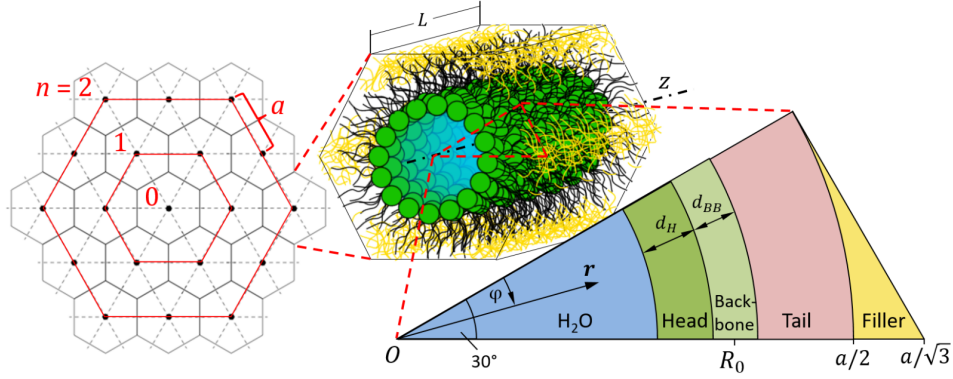 L
n = 2
a
1
0
z
d_H
d_BB
r
φ
H₂O
Head
Back-
bone
Tail
Filler
O
30°
R₀
a/2
a/√3